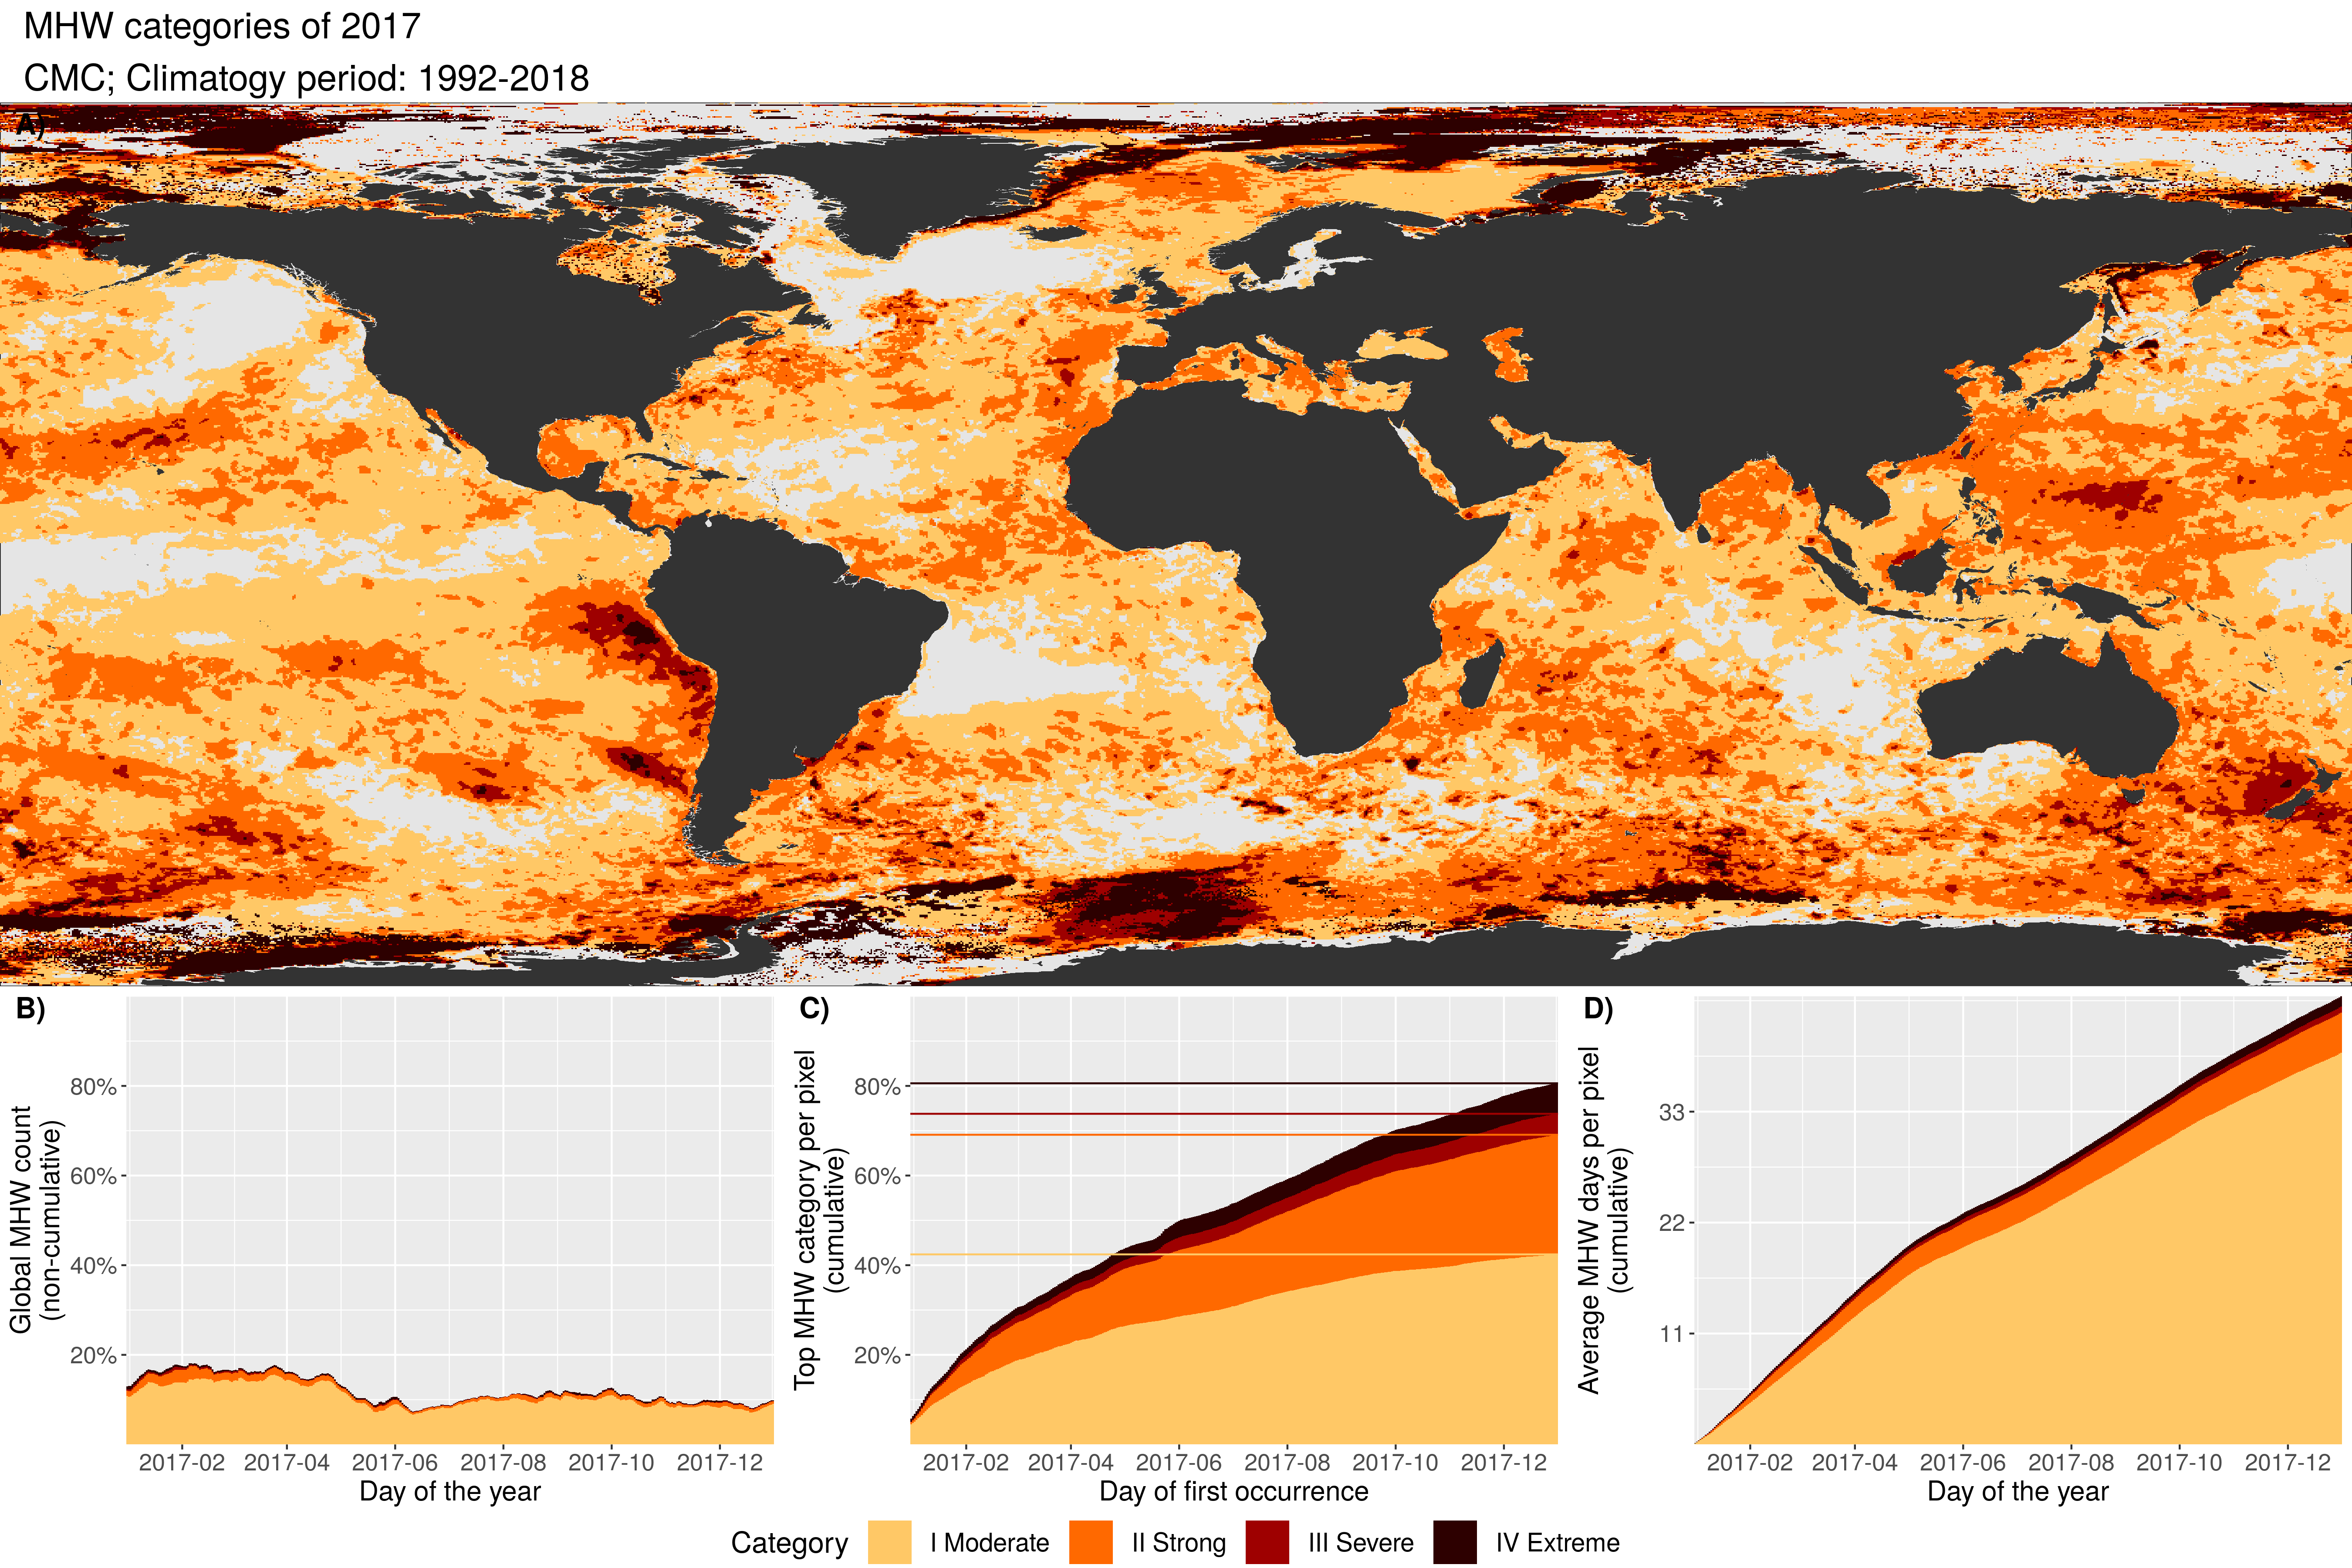 MHW categories of 2017
CMC; Climatogy period: 1992-2018
A)
B)
Global MHW count
(non-cumulative)
80%
60%
40%
20%
2017-02 2017-04 2017-06 2017-08 2017-10 2017-12
Day of the year
C)
Top MHW category per pixel
(cumulative)
80%
60%
40%
20%
2017-02 2017-04 2017-06 2017-08 2017-10 2017-12
Day of first occurrence
D)
Average MHW days per pixel
(cumulative)
33
22
11
2017-02 2017-04 2017-06 2017-08 2017-10 2017-12
Day of the year
Category I Moderate II Strong III Severe IV Extreme